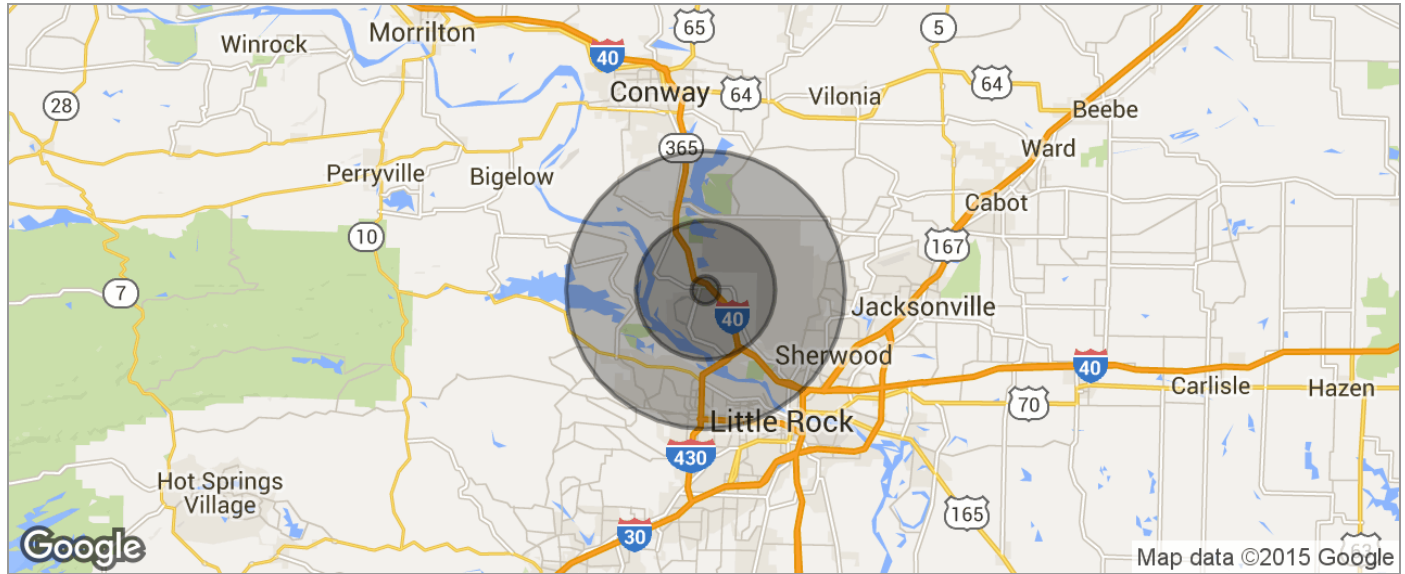 65
5
Morrilton
Winrock
40
64
Conway
64
Vilonia
28
Beebe
365
Ward
Perryville
Bigelow
Cabot
10
167
7
Jacksonville
40
Sherwood
40
Carlisle
Hazen
70
Little Rock
430
Hot Springs
Village
165
30
63
Google
Map data ©2015 Google